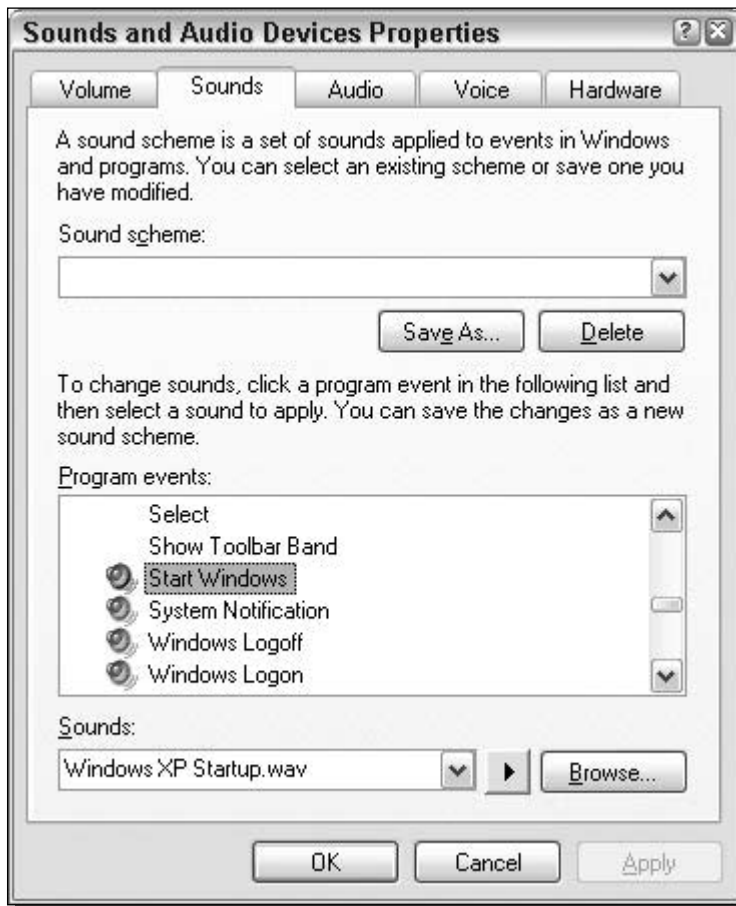 Sounds and Audio Devices Properties
Volume
Sounds
Audio
Voice
Hardware
A sound scheme is a set of sounds applied to events in Windows
and programs. You can select an existing scheme or save one you
have modified.
Sound scheme:
Save As...
Delete
To change sounds, click a program event in the following list and
then select a sound to apply. You can save the changes as a new
sound scheme.
Program events:
Select
Show Toolbar Band
Start Windows
System Notification
Windows Logoff
Windows Logon
Sounds:
Windows XP Startup.wav
Browse...
OK
Cancel
Apply